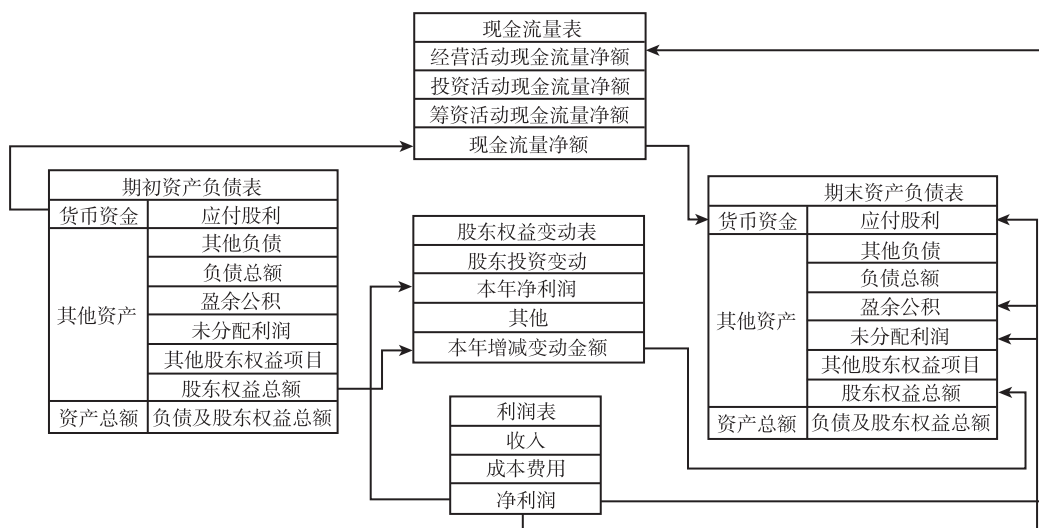 现金流量表
经营活动现金流量净额
投资活动现金流量净额
筹资活动现金流量净额
现金流量净额
期初资产负债表
货币资金 应付股利
其他负债
负债总额
盈余公积
其他资产
未分配利润
其他股东权益项目
股东权益总额
资产总额 负债及股东权益总额
股东权益变动表
股东投资变动
本年净利润
其他
本年增减变动金额
利润表
收入
成本费用
净利润
期末资产负债表
货币资金 应付股利
其他负债
负债总额
盈余公积
其他资产
未分配利润
其他股东权益项目
股东权益总额
资产总额 负债及股东权益总额